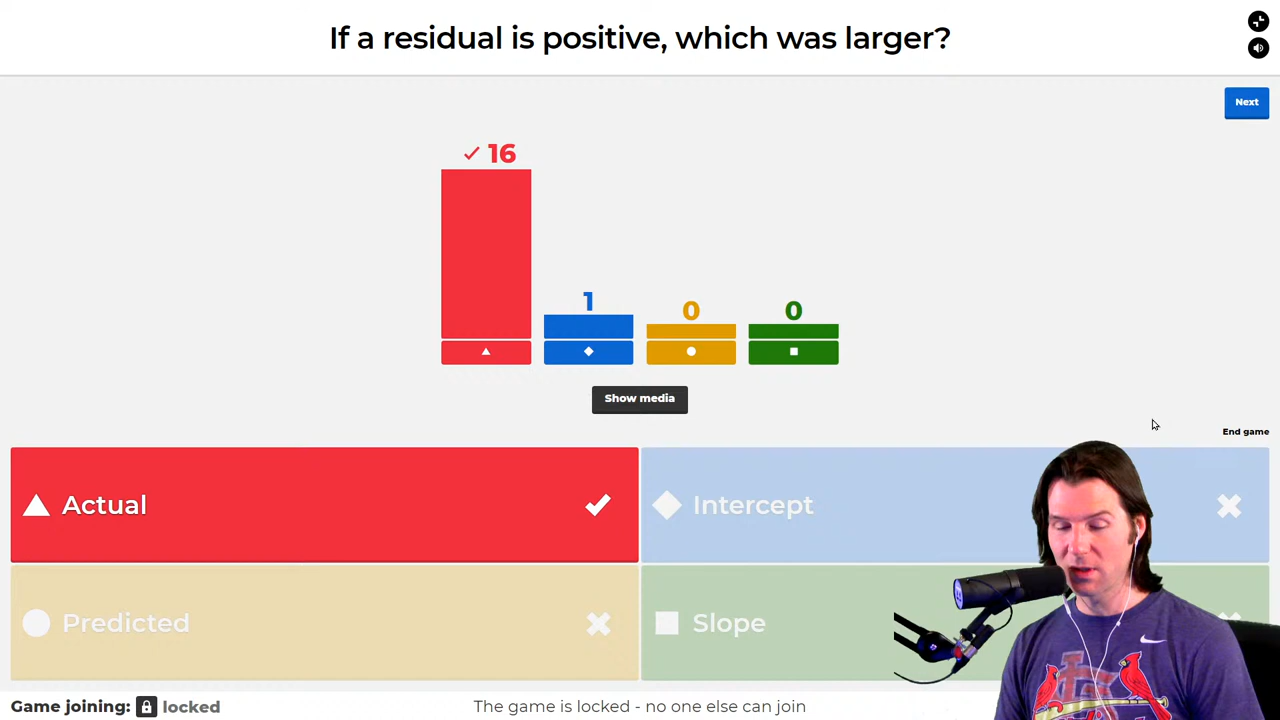 If a residual is positive, which was larger?
Next
16
1
0
0
Show media
End game
Actual
Intercept
Predicted
Slope
Game joining: locked
The game is locked - no one else can join